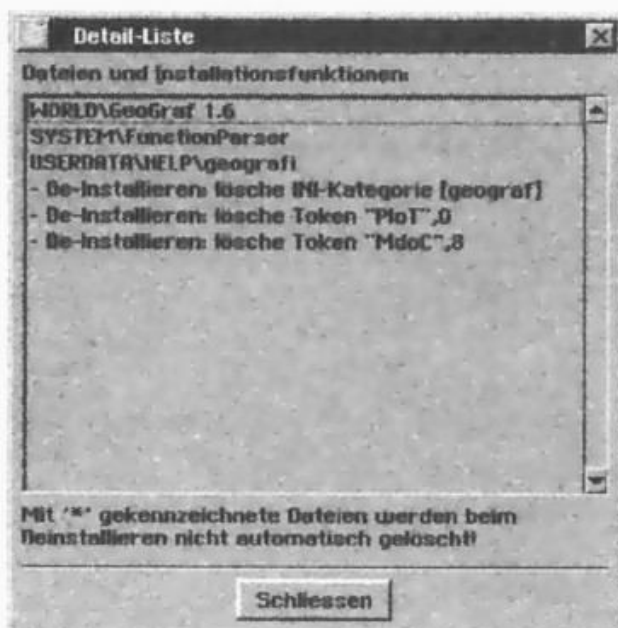 Detail-Liste
Dateien und Installationsfunktionen:
WORLD\GeoGraf 1.6
SYSTEM\FunctionParser
USERDATA\HELP\geografi
- De-Installieren: lösche INI-Kategorie [geograf]
- De-Installieren: lösche Token "PloT",0
- De-Installieren: lösche Token "MdoC",8
Mit '*' gekennzeichnete Dateien werden beim
Deinstallieren nicht automatisch gelöscht!
Schliessen